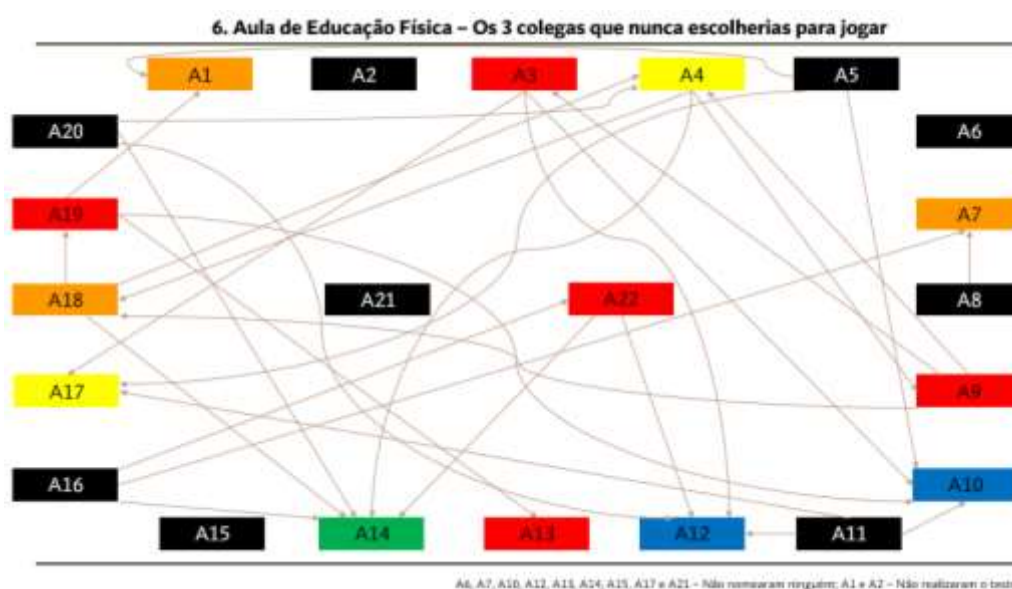 6. Aula de Educação Física – Os 3 colegas que nunca escolherias para jogar
A1 A2 A3 A4 A5
A20 A6
A19 A7
A18 A21 A22 A8
A17 A9
A16 A10
A15 A14 A13 A12 A11
A6, A7, A10, A12, A13, A14, A15, A17 e A21 – Não nomearam ninguém; A1 e A2 – Não realizaram o teste